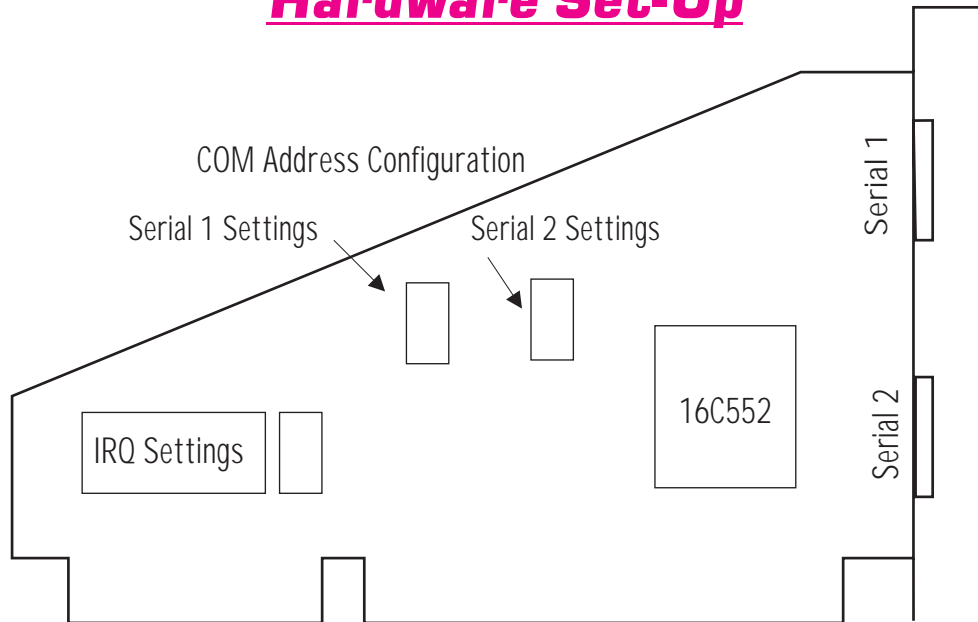 Hardware Set-Up
COM Address Configuration
Serial 1 Settings
Serial 2 Settings
Serial 1
16C552
Serial 2
IRQ Settings